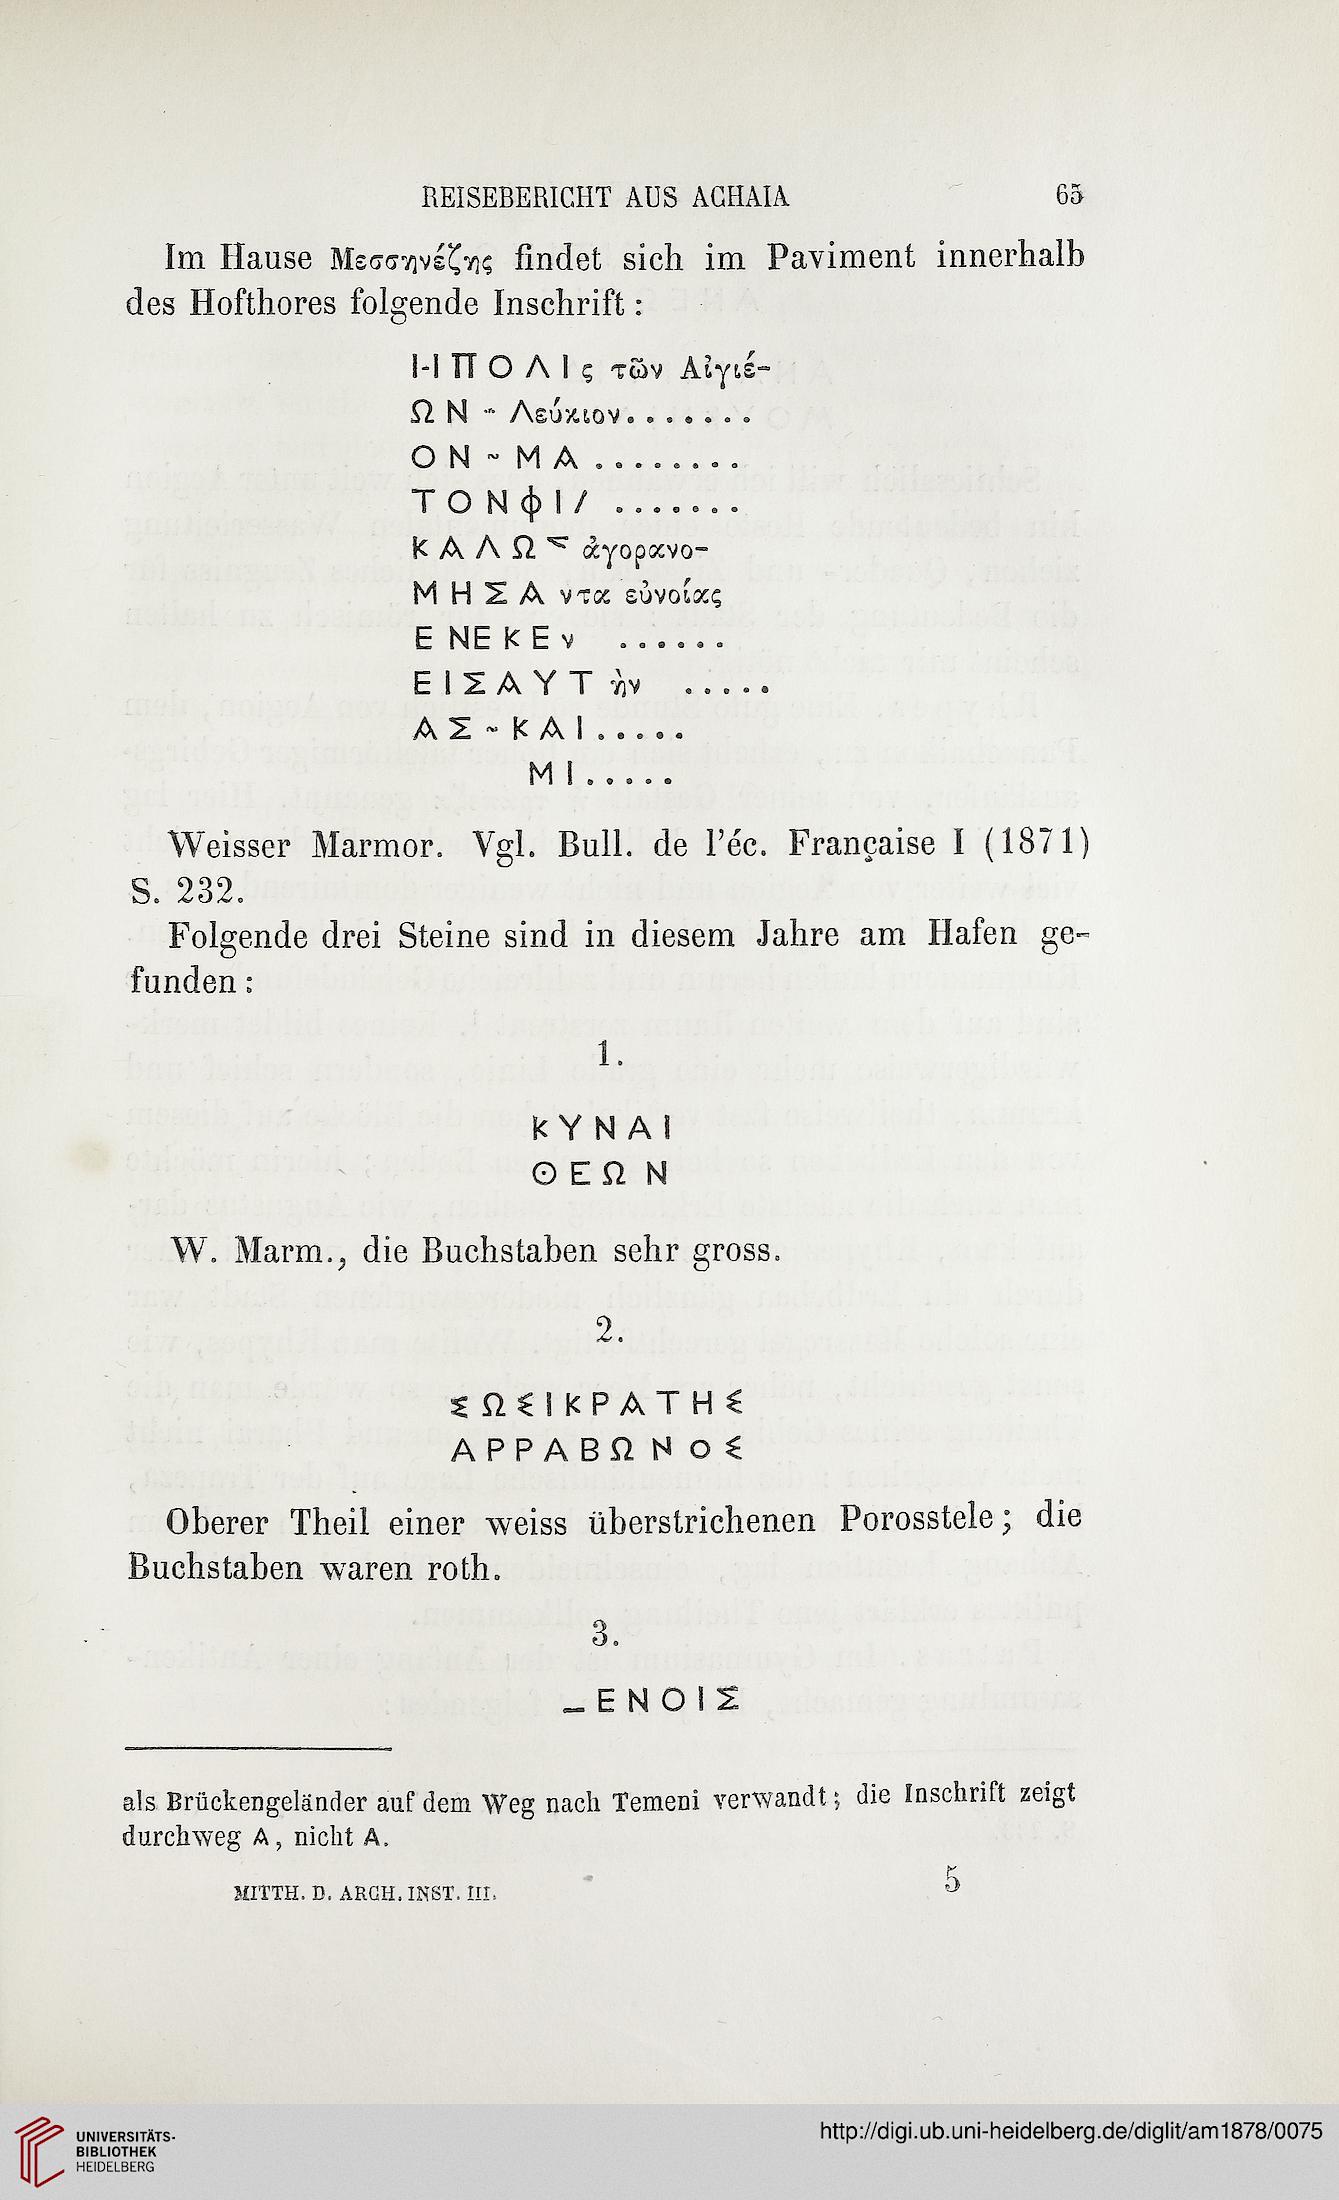 REISEBERICHT AUS ACHAIA 65
Im Hause Μεσσηνέζης findet sich im Paviment innerhalb
des Hofthores folgende Inschrift :
Η ΠΟΛΙς τῶν Αἰγιέ-
ΩΝ ~ Λεύκιον.......
ΟΝ ~ ΜΑ........
ΤΟΝΦΙ/ .......
ΚΑΛΩ ἀγορανο-
ΜΗΣΑντα εὐνοίας
ΕΝΕΚΕν ......
ΕΙΣΑΥΤὴν .....
ΑΣ ~ ΚΑΙ.....
ΜΙ.....
Weisser Marmor. Vgl. Bull. de l'éc. Française I (1871)
S. 232.
Folgende drei Steine sind in diesem Jahre am Hafen ge-
funden :
1.
ΚΥΝΑΙ
ΘΕΩΝ
W. Marm., die Buchstaben sehr gross.
2.
ΣΩΣΙΚΡΑΤΗΣ
ΑΡΡΑΒΩΝΟΣ
Oberer Theil einer weiss überstrichenen Porosstele; die
Buchstaben waren roth.
3.
_ΕΝΟΙΣ
als Brückengeländer auf dem Weg nach Temeni verwandt; die Inschrift zeigt
durchweg Α, nicht Α.
MITTH. D. ARCH. INST. III. 5
UNIVERSITÄTS-
BIBLIOTHEK
HEIDELBERG
http://digi.ub.uni-heidelberg.de/diglit/am1878/0075